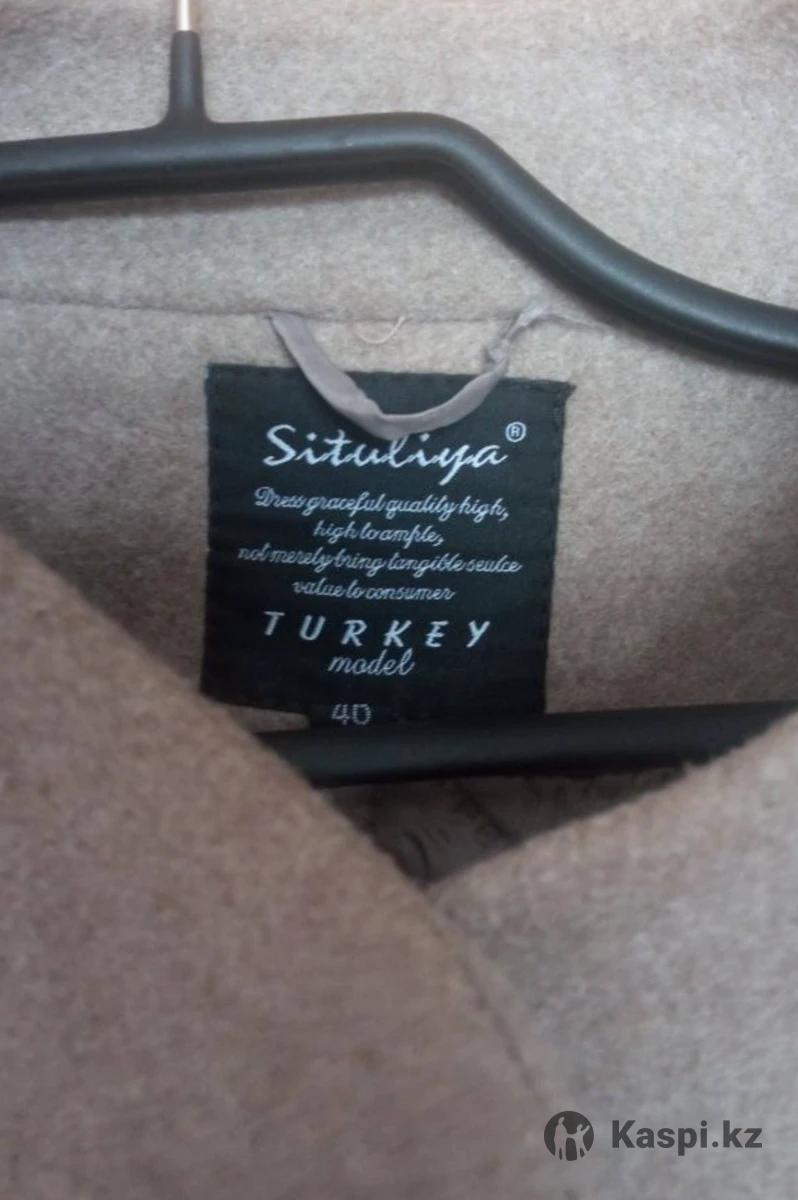 Situliya®
Dress graceful quality high,
high to ample,
not merely bring tangible seulce
value to consumer
TURKEY
model
40
Kaspi.kz